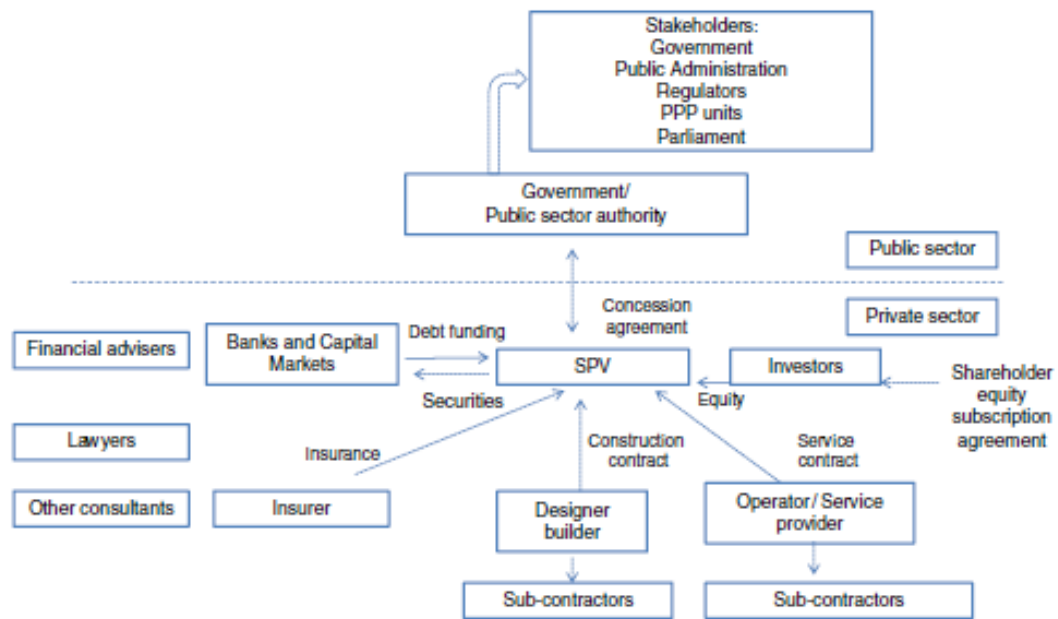 Stakeholders:
Government
Public Administration
Regulators
PPP units
Parliament
Government/
Public sector authority
Public sector
Concession
agreement
Private sector
Financial advisers
Banks and Capital
Markets
Debt funding
SPV
Investors
Securities
Equity
Shareholder
equity
subscription
agreement
Lawyers
Insurance
Construction
contract
Service
contract
Other consultants
Insurer
Designer
builder
Operator/ Service
provider
Sub-contractors
Sub-contractors